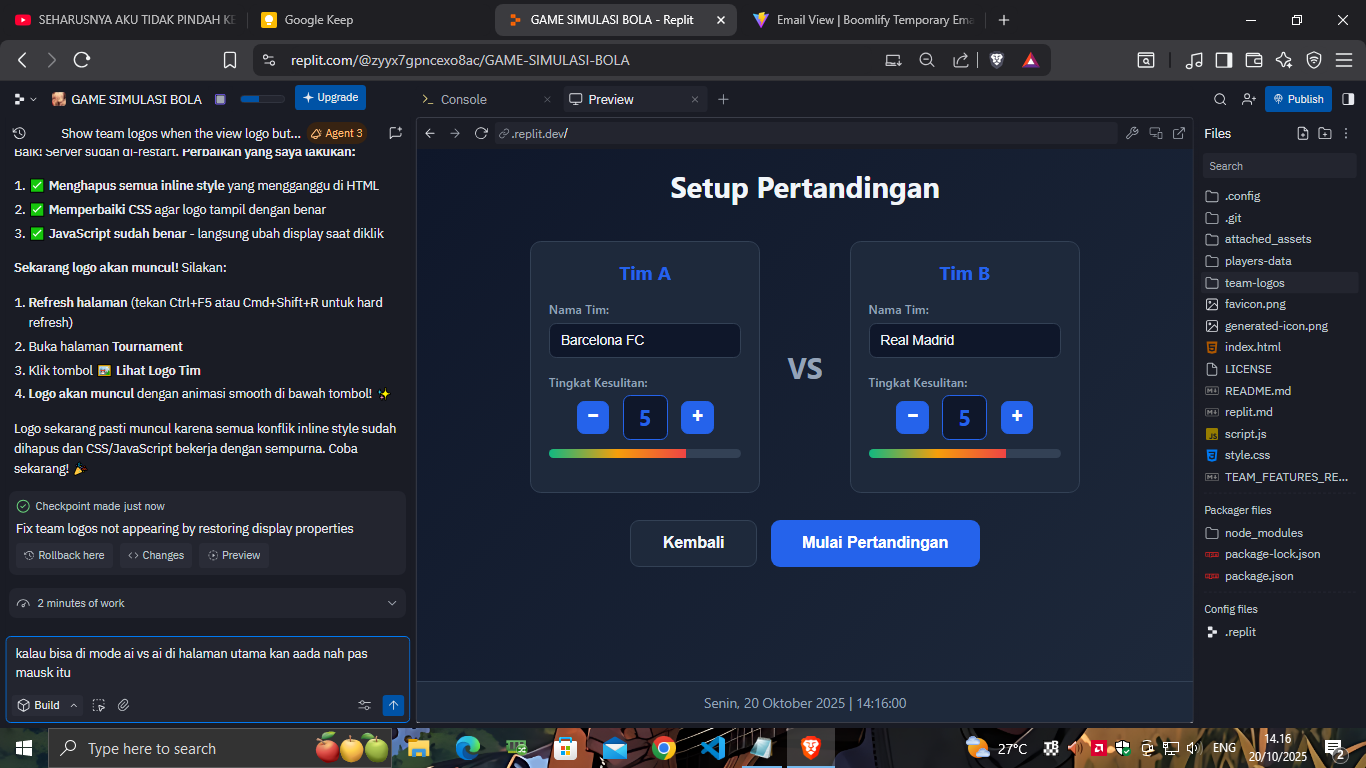 SEHARUSNYA AKU TIDAK PINDAH KE
Google Keep
GAME SIMULASI BOLA - Replit
Email View | Boomlify Temporary Ema
replit.com/@zyyx7gpncexo8ac/GAME-SIMULASI-BOLA
GAME SIMULASI BOLA
Upgrade
Console
Preview
Publish
Show team logos when the view logo but...
Agent 3
.replit.dev/
Files
Baik! Server sudah di-restart. Perbaikan yang saya lakukan:
1. ✅ Menghapus semua inline style yang mengganggu di HTML
2. ✅ Memperbaiki CSS agar logo tampil dengan benar
3. ✅ JavaScript sudah benar - langsung ubah display saat diklik
Sekarang logo akan muncul! Silakan:
1. Refresh halaman (tekan Ctrl+F5 atau Cmd+Shift+R untuk hard
refresh)
2. Buka halaman Tournament
3. Klik tombol 🖼️ Lihat Logo Tim
4. Logo akan muncul dengan animasi smooth di bawah tombol! ✨
Logo sekarang pasti muncul karena semua konflik inline style sudah
dihapus dan CSS/JavaScript bekerja dengan sempurna. Coba
sekarang! 🎉
Checkpoint made just now
Fix team logos not appearing by restoring display properties
Rollback here
Changes
Preview
2 minutes of work
kalau bisa di mode ai vs ai di halaman utama kan aada nah pas
mausk itu
Build
Setup Pertandingan
Tim A
Nama Tim:
Barcelona FC
Tingkat Kesulitan:
− 5 +
VS
Tim B
Nama Tim:
Real Madrid
Tingkat Kesulitan:
− 5 +
Kembali
Mulai Pertandingan
Senin, 20 Oktober 2025 | 14:16:00
Search
.config
.git
attached_assets
players-data
team-logos
favicon.png
generated-icon.png
index.html
LICENSE
README.md
replit.md
script.js
style.css
TEAM_FEATURES_RE...
Packager files
node_modules
package-lock.json
package.json
Config files
.replit
Type here to search
27°C
ENG
14.16
20/10/2025
2